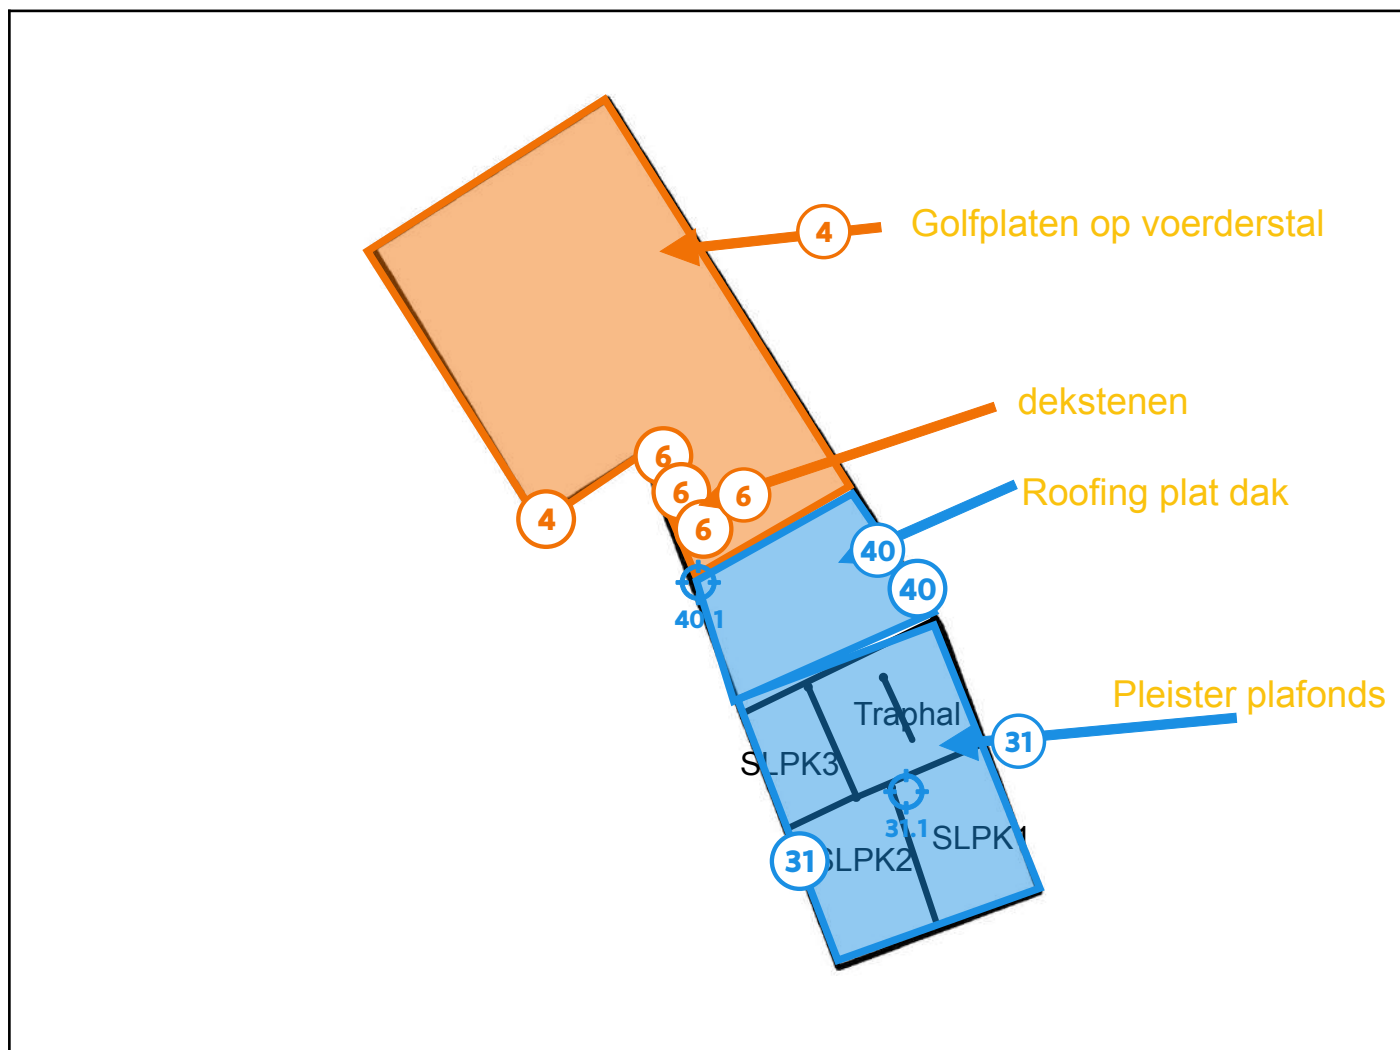 4 Golfplaten op voerderstal
dekstenen
6
6
6
6
4
Roofing plat dak
40
40
40.1
Pleister plafonds
Traphal
31
SLPK3
31.1
SLPK1
31
SLPK2